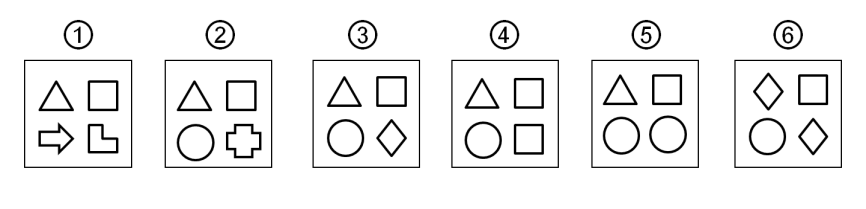 ① ② ③ ④ ⑤ ⑥